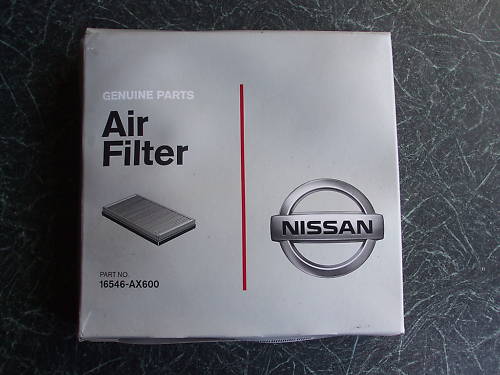 GENUINE PARTS
Air
Filter
PART NO.
16546-AX600
NISSAN